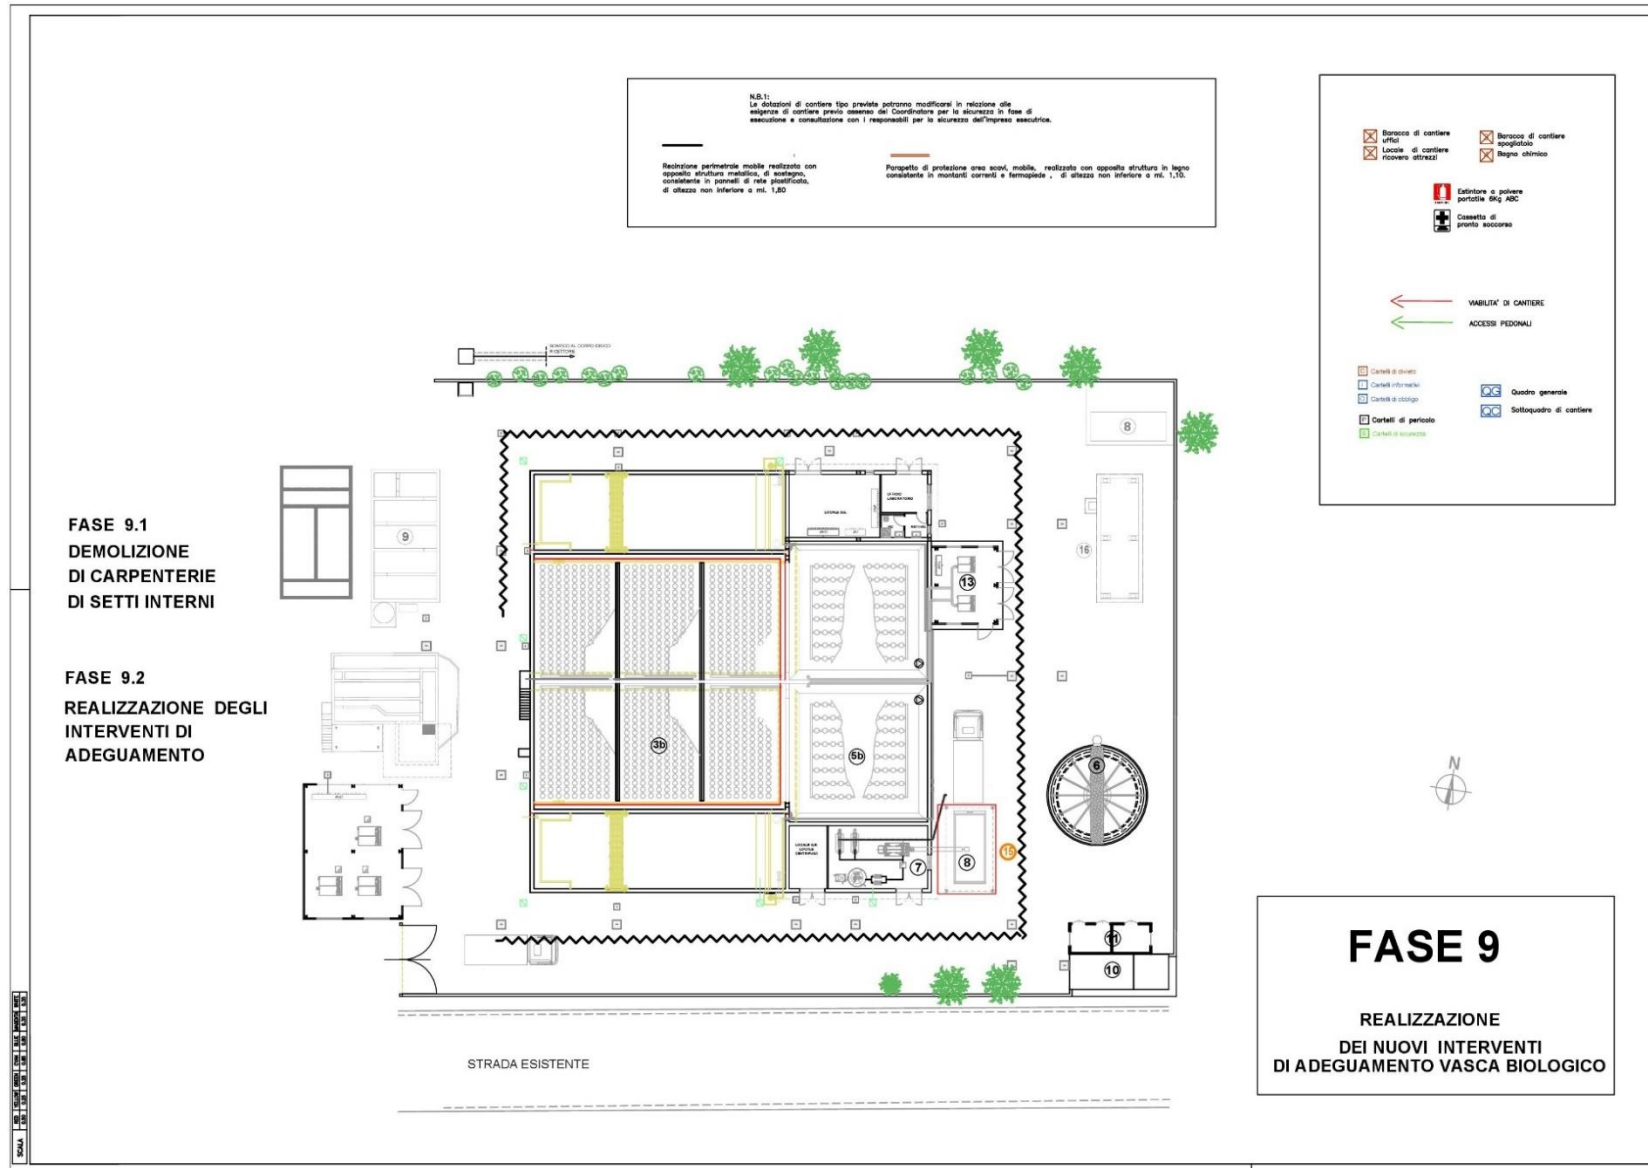 N.B.1:
Le dotazioni di cantiere tipo previste potranno modificarsi in relazione alle
esigenze di cantiere previo assenso del Coordinatore per la sicurezza in fase di
esecuzione e consultazione con i responsabili per la sicurezza dell'impresa esecutrice.
Recinzione perimetrale mobile realizzata con
apposita struttura metallica, di sostegno,
consistente in pannelli di rete plastificata,
di altezza non inferiore a ml. 1,80
Parapetto di protezione area scavi, mobile, realizzato con apposita struttura in legno
consistente in montanti correnti e fermapiede , di altezza non inferiore a ml. 1,10.
Baracca di cantiere
uffici
Locale di cantiere
ricovero attrezzi
Baracca di cantiere
spogliatoio
Bagno chimico
Estintore a polvere
portatile 6Kg ABC
Cassetta di
pronto soccorso
VIABILITA' DI CANTIERE
ACCESSI PEDONALI
Cartelli di divieto
Cartelli informativi
Cartelli di obbligo
Cartelli di pericolo
Cartelli di sicurezza
QG Quadro generale
QC Sottoquadro di cantiere
FASE 9.1
DEMOLIZIONE
DI CARPENTERIE
DI SETTI INTERNI
FASE 9.2
REALIZZAZIONE DEGLI
INTERVENTI DI
ADEGUAMENTO
8
9
16
13
3b
5b
6
7
8
15
11
10
N
STRADA ESISTENTE
FASE 9
REALIZZAZIONE
DEI NUOVI INTERVENTI
DI ADEGUAMENTO VASCA BIOLOGICO
SCALA